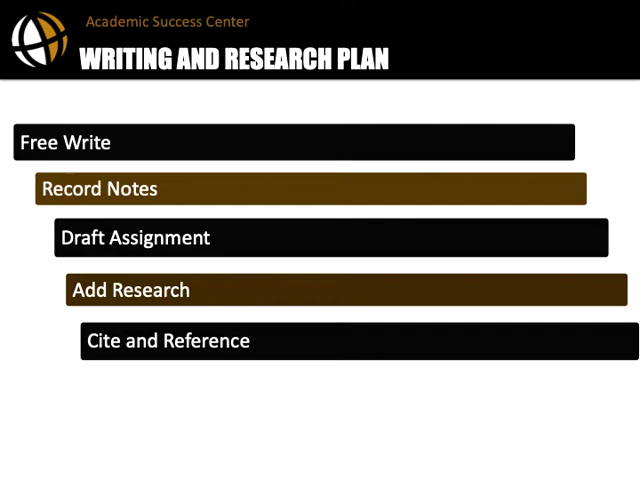 Academic Success Center
WRITING AND RESEARCH PLAN
Free Write
Record Notes
Draft Assignment
Add Research
Cite and Reference